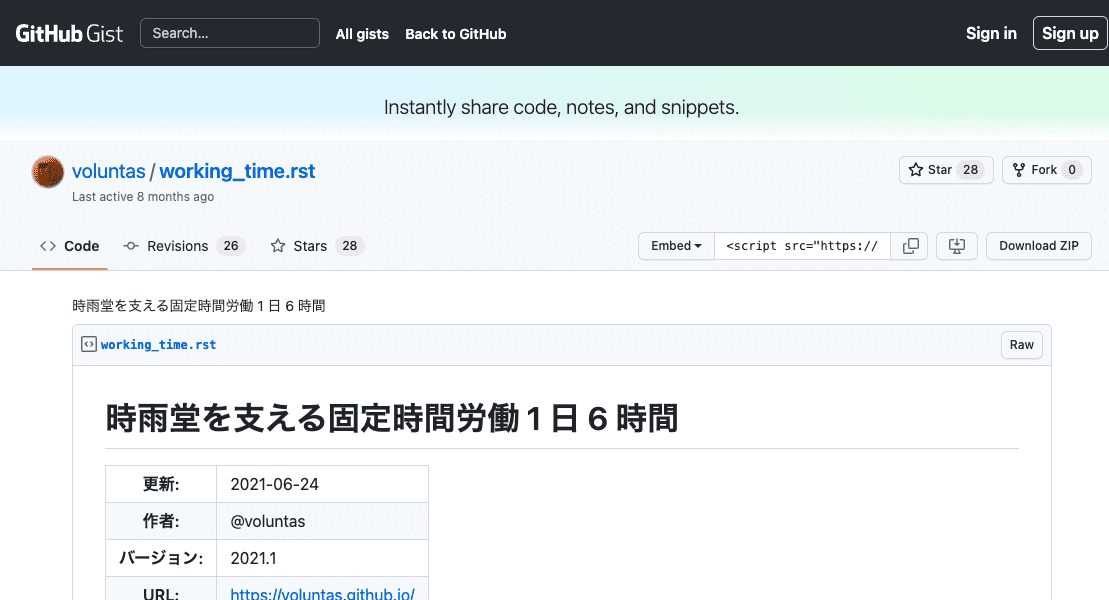 GitHub Gist Search... All gists Back to GitHub Sign in Sign up
Instantly share code, notes, and snippets.
voluntas / working_time.rst Star 28 Fork 0
Last active 8 months ago
Code Revisions 26 Stars 28 Embed <script src="https:// Download ZIP
時雨堂を支える固定時間労働 1 日 6 時間
working_time.rst Raw
時雨堂を支える固定時間労働 1 日 6 時間
更新: 2021-06-24
作者: @voluntas
バージョン: 2021.1
URL: https://voluntas.github.io/